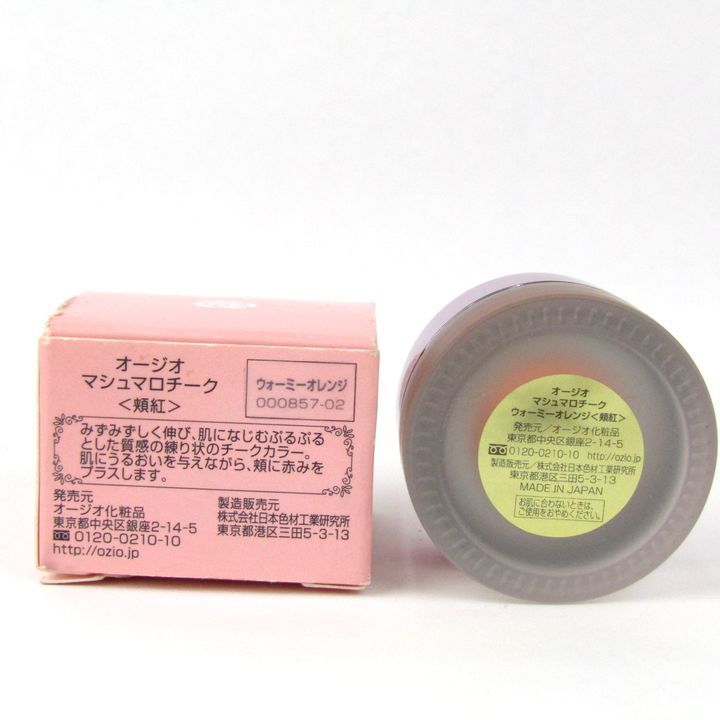 オージオ
マシュマロチーク
<頬紅>
ウォーミーオレンジ
000857-02
みずみずしく伸び、肌になじむぷるぷる
とした質感の練り状のチークカラー。
肌にうるおいを与えながら、頬に赤みを
プラスします。
発売元
オージオ化粧品
東京都中央区銀座2-14-5
0120-0210-10
http://ozio.jp
製造販売元
株式会社日本色材工業研究所
東京都港区三田5-3-13
オージオ
マシュマロチーク
ウォーミーオレンジ<頬紅>
発売元/オージオ化粧品
東京都中央区銀座2-14-5
0120-0210-10 http://ozio.jp
製造販売元/株式会社日本色材工業研究所
東京都港区三田5-3-13
MADE IN JAPAN
お肌に合わないときは、
ご使用をおやめください。